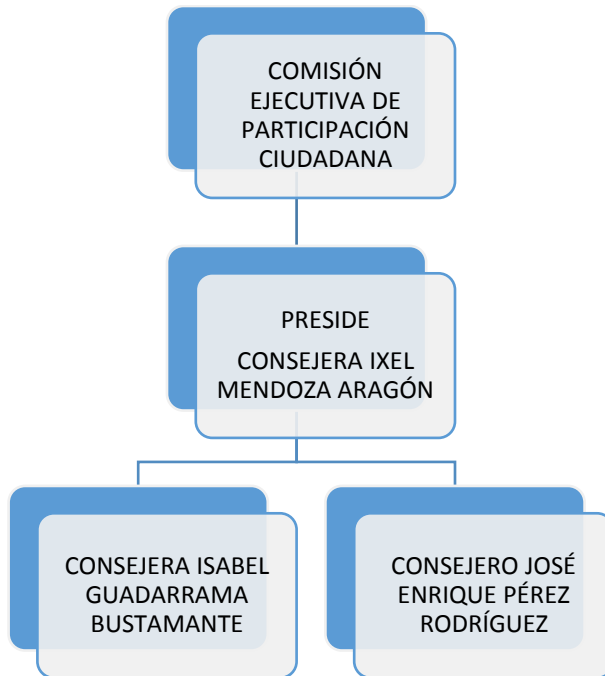 COMISIÓN
EJECUTIVA DE
PARTICIPACIÓN
CIUDADANA
PRESIDE
CONSEJERA IXEL
MENDOZA ARAGÓN
CONSEJERA ISABEL
GUADARRAMA
BUSTAMANTE
CONSEJERO JOSÉ
ENRIQUE PÉREZ
RODRÍGUEZ